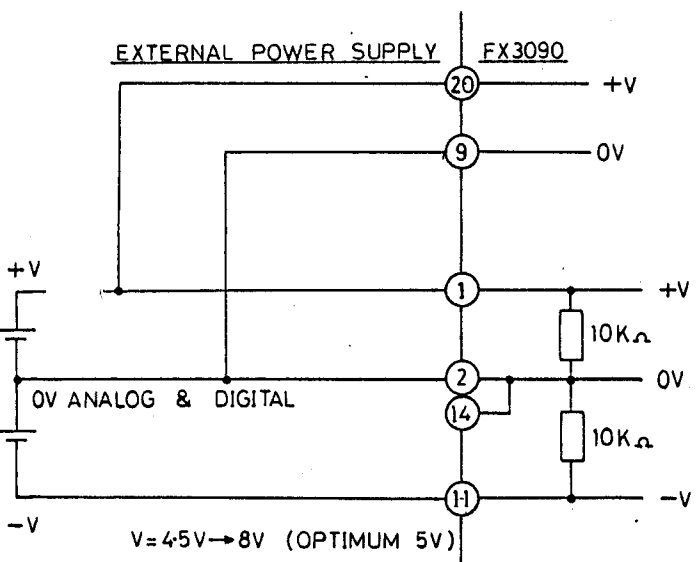 EXTERNAL POWER SUPPLY FX3090
20 +V
9 0V
+V
1 +V
10KΩ
2 0V
0V ANALOG & DIGITAL
14
10KΩ
11 -V
-V
V=4·5V→8V (OPTIMUM 5V)